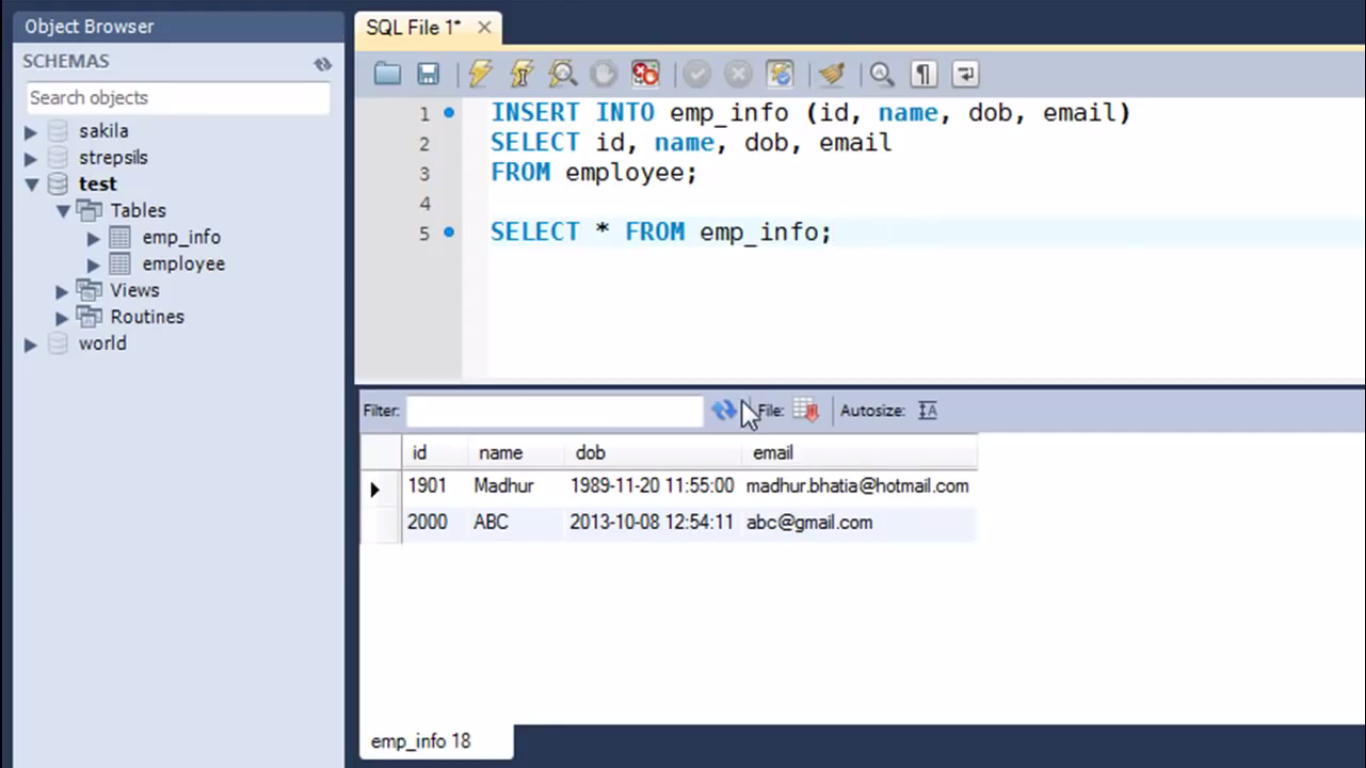 Object Browser
SCHEMAS
Search objects
sakila
strepsils
test
Tables
emp_info
employee
Views
Routines
world
SQL File 1*
1 INSERT INTO emp_info (id, name, dob, email)
2 SELECT id, name, dob, email
3 FROM employee;
4
5 SELECT * FROM emp_info;
Filter: File: Autosize: A
id name dob email
1901 Madhur 1989-11-20 11:55:00 madhur.bhatia@hotmail.com
2000 ABC 2013-10-08 12:54:11 abc@gmail.com
emp_info 18